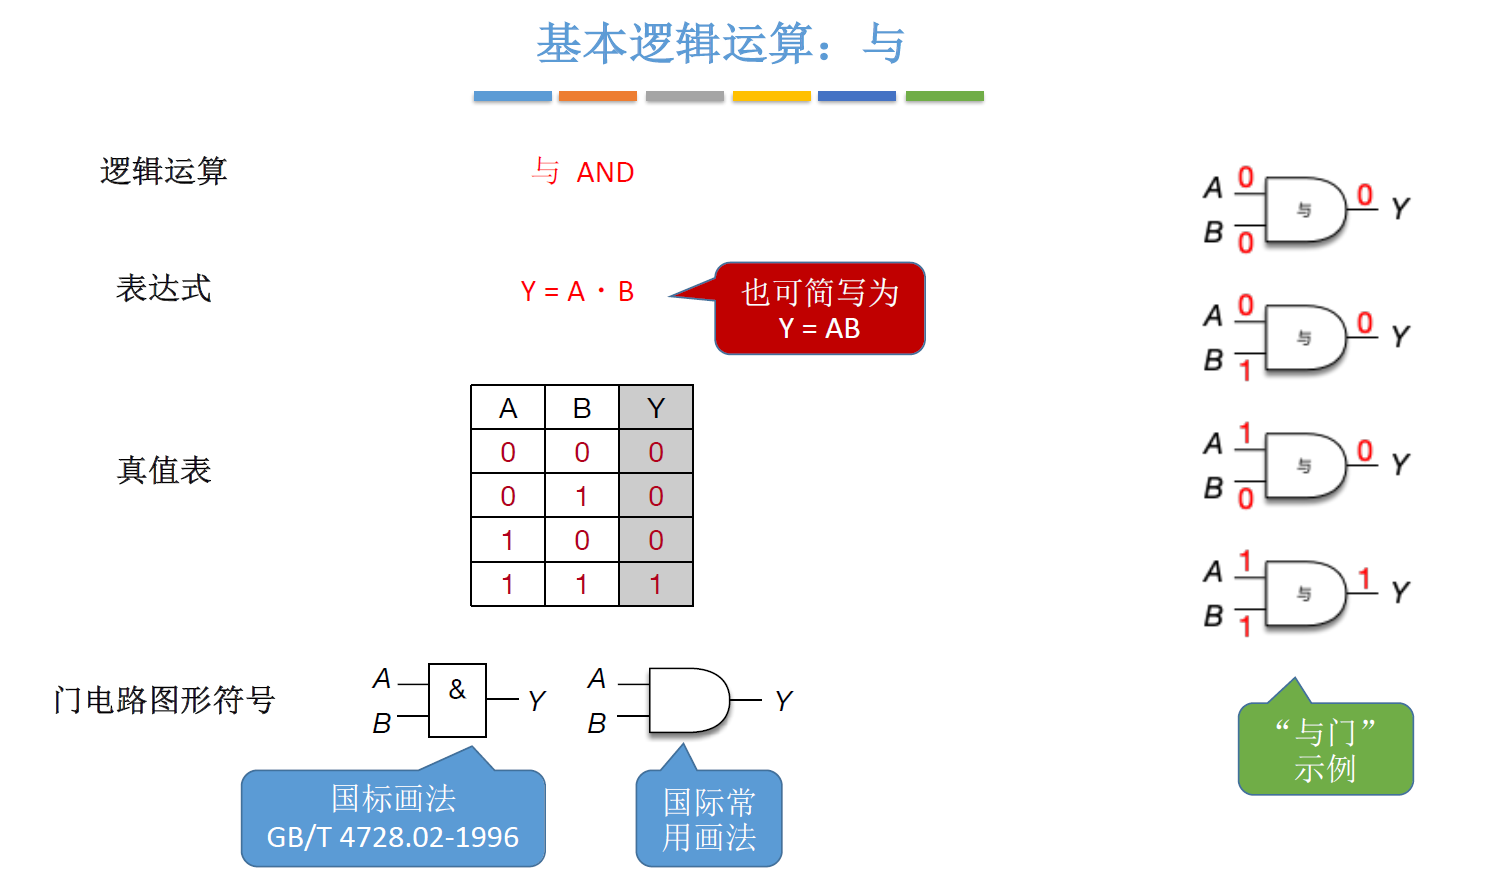 基本逻辑运算：与
逻辑运算
与 AND
表达式
Y = A · B
也可简写为
Y = AB
真值表
A B Y
0 0 0
0 1 0
1 0 0
1 1 1
门电路图形符号
A
B
&
Y
A
B
Y
国标画法
GB/T 4728.02-1996
国际常
用画法
A 0
B 0
与
0 Y
A 0
B 1
与
0 Y
A 1
B 0
与
0 Y
A 1
B 1
与
1 Y
“与门”
示例